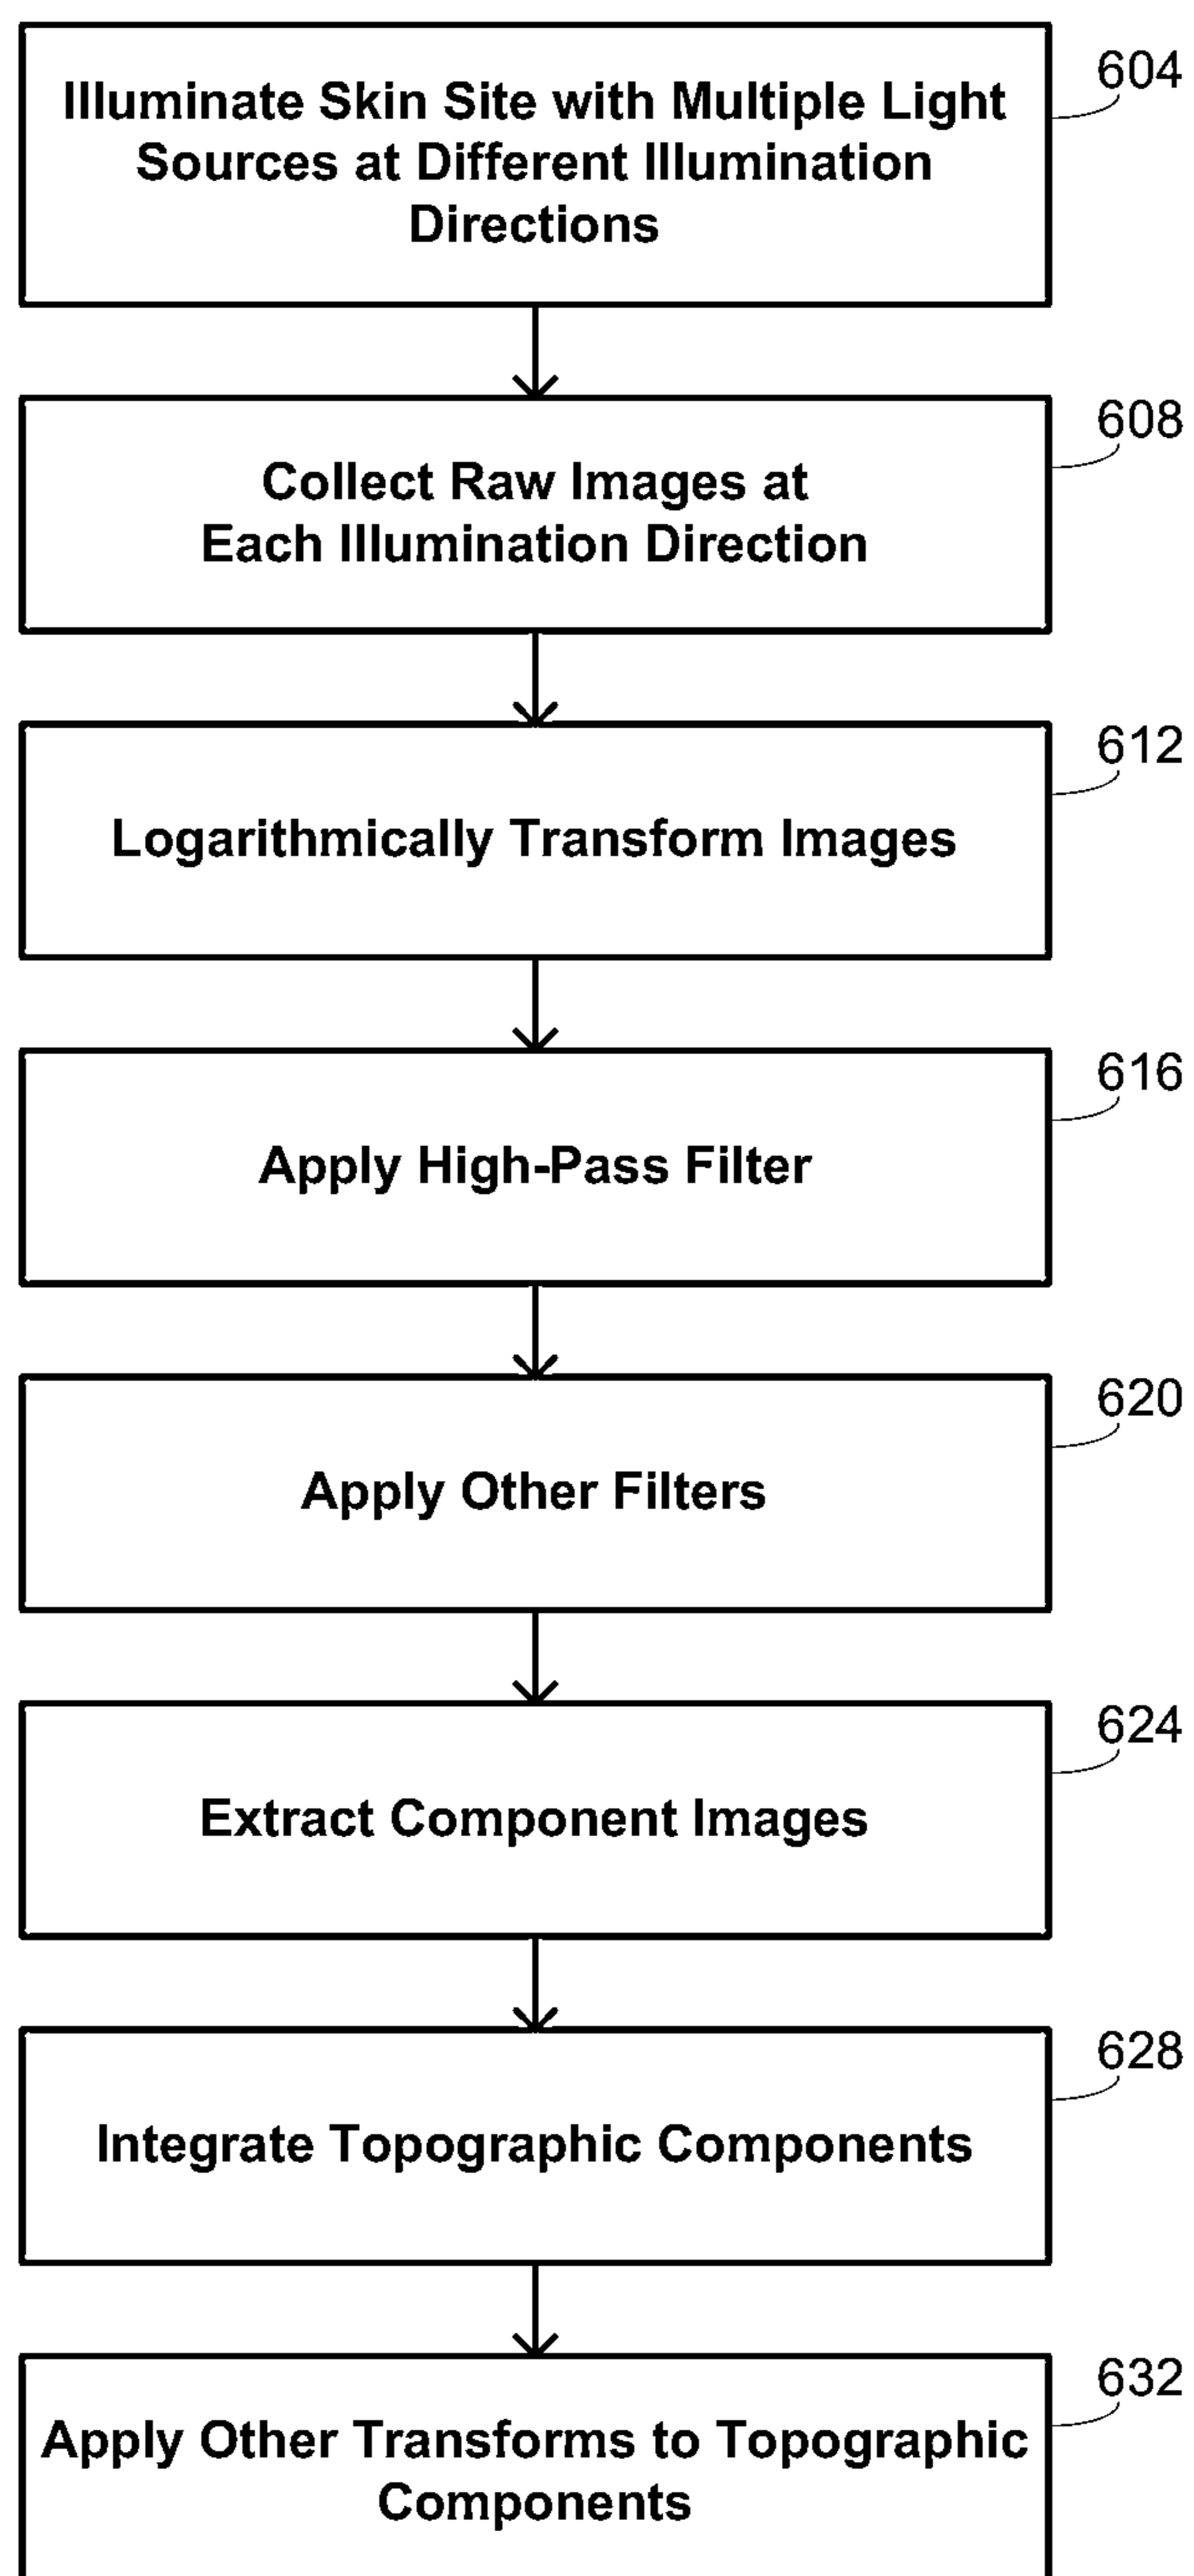 Illuminate Skin Site with Multiple Light
Sources at Different Illumination
Directions
604
Collect Raw Images at
Each Illumination Direction
608
Logarithmically Transform Images
612
Apply High-Pass Filter
616
Apply Other Filters
620
Extract Component Images
624
Integrate Topographic Components
628
Apply Other Transforms to Topographic
Components
632